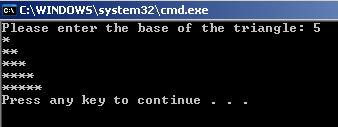 C:\WINDOWS\system32\cmd.exe
Please enter the base of the triangle: 5
*
**
***
****
*****
Press any key to continue . . .